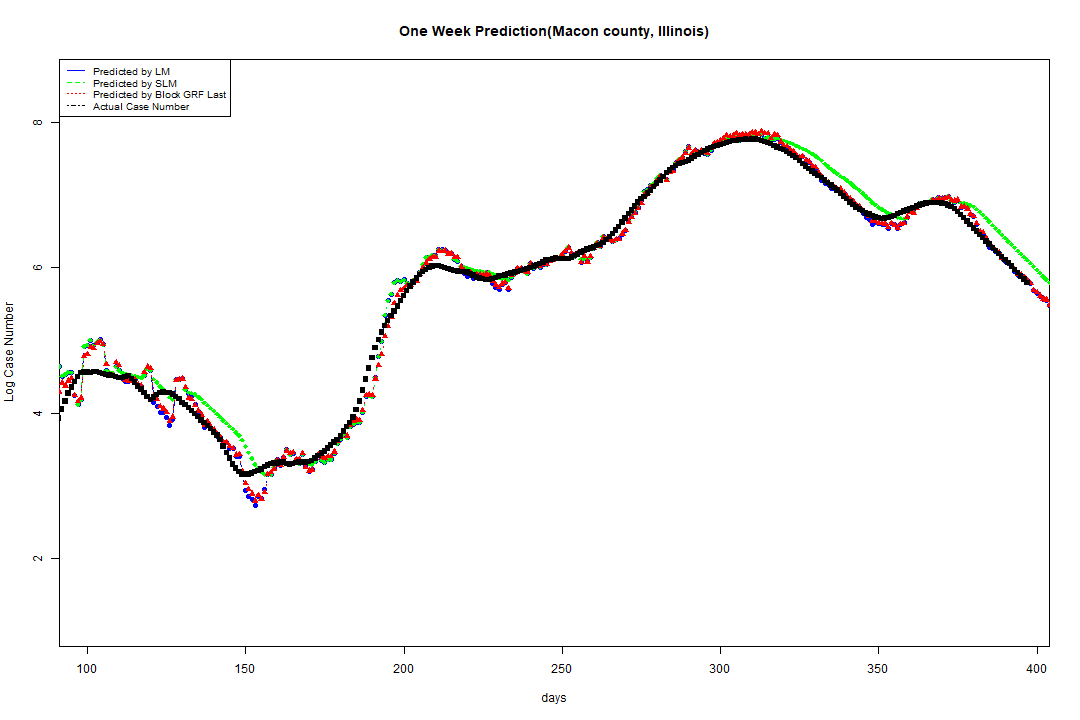 One Week Prediction(Macon county, Illinois)
Predicted by LM
Predicted by SLM
Predicted by Block GRF Last
Actual Case Number
8
6
4
2
Log Case Number
100 150 200 250 300 350 400
days